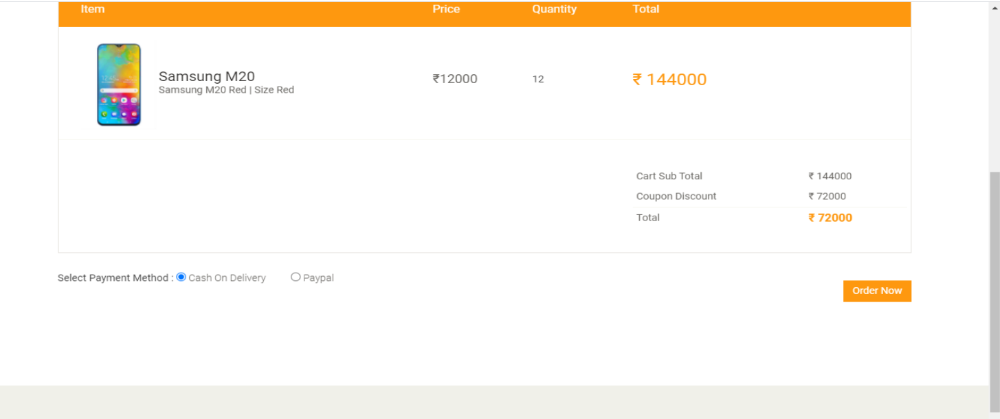 Item Price Quantity Total
Samsung M20
₹12000 12 ₹ 144000
Samsung M20 Red | Size Red
Cart Sub Total ₹ 144000
Coupon Discount ₹ 72000
Total ₹ 72000
Select Payment Method : Cash On Delivery Paypal
Order Now